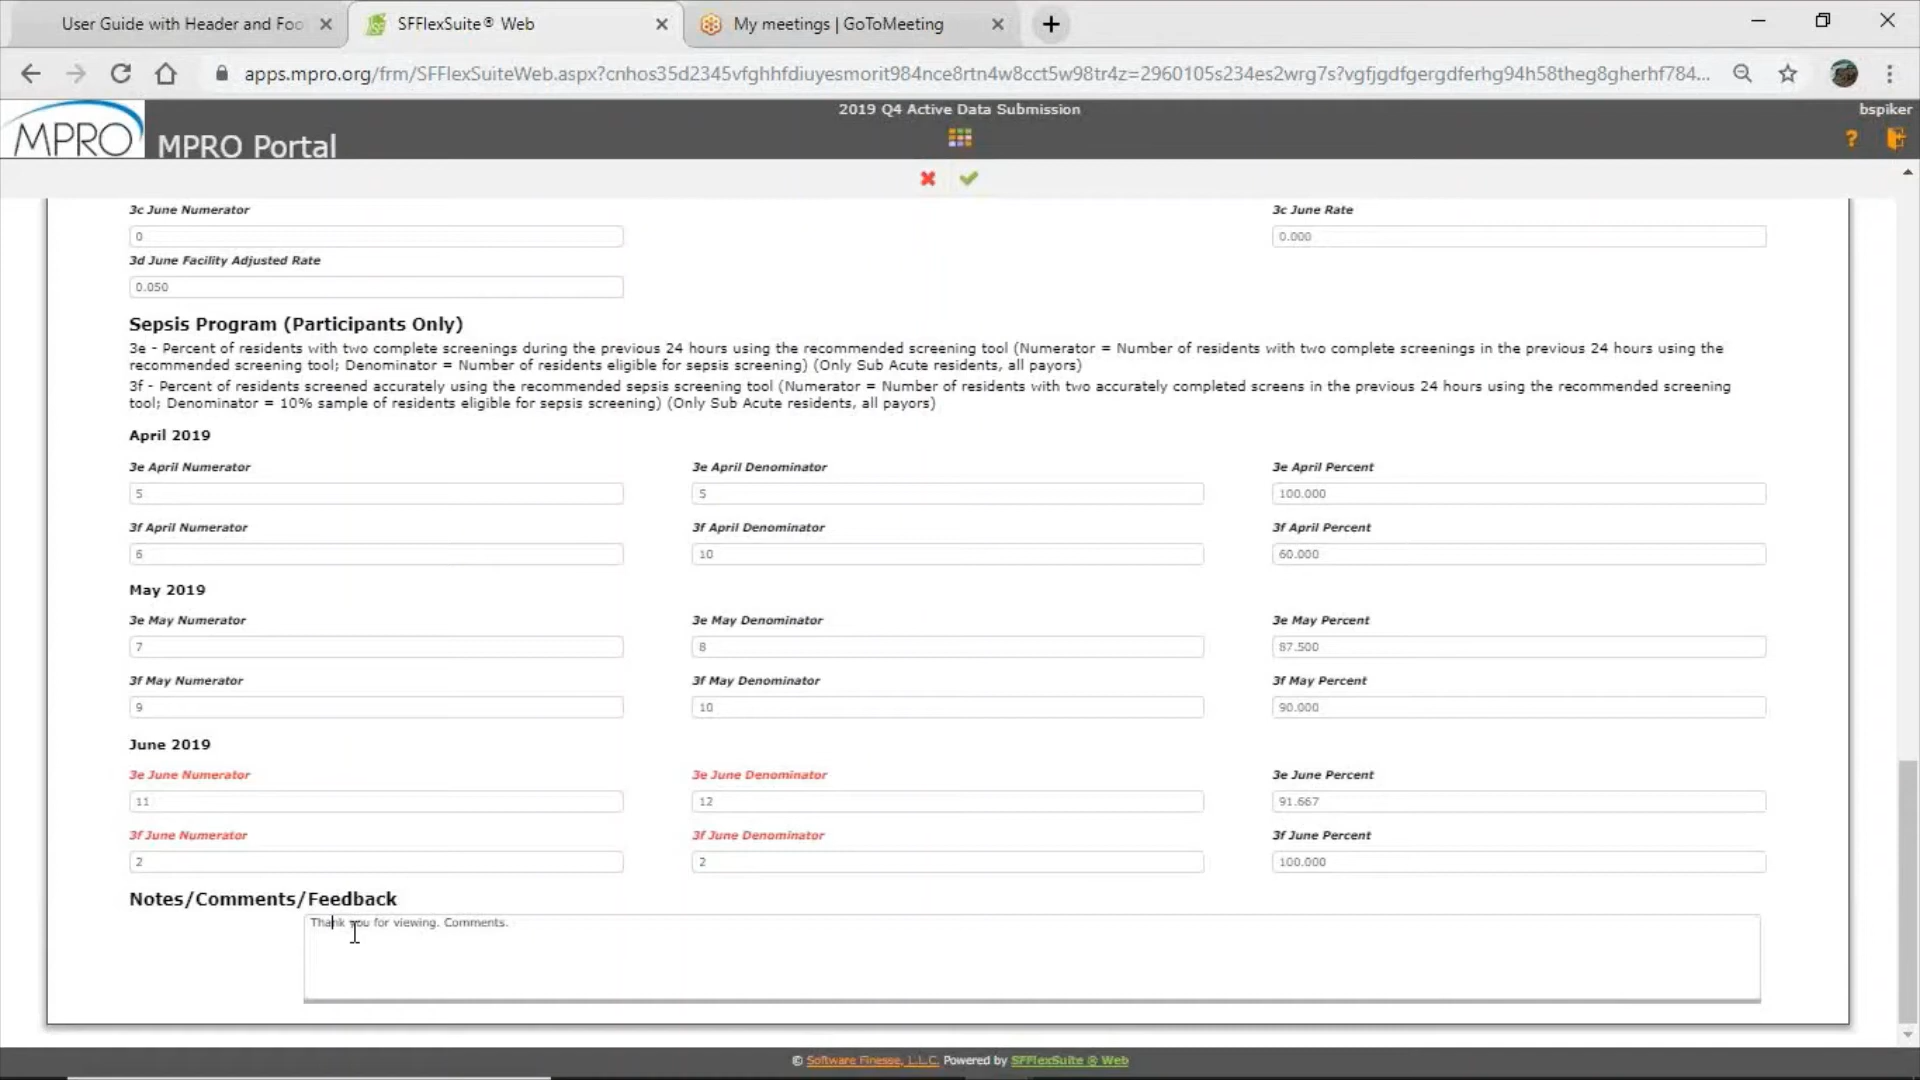 User Guide with Header and Foo
SFFlexSuite® Web
My meetings | GoToMeeting
apps.mpro.org/frm/SFFlexSuiteWeb.aspx?cnhos35d2345vfghhfdiuyesmorit984nce8rtn4w8cct5w98tr4z=2960105s234es2wrg7s?vgfjgdfgergdferhg94h58theg8gherhf784...
2019 Q4 Active Data Submission
bspiker
MPRO
MPRO Portal
?
3c June Numerator
3c June Rate
0
0.000
3d June Facility Adjusted Rate
0.050
Sepsis Program (Participants Only)
3e - Percent of residents with two complete screenings during the previous 24 hours using the recommended screening tool (Numerator = Number of residents with two complete screenings in the previous 24 hours using the
recommended screening tool; Denominator = Number of residents eligible for sepsis screening) (Only Sub Acute residents, all payors)
3f - Percent of residents screened accurately using the recommended sepsis screening tool (Numerator = Number of residents with two accurately completed screens in the previous 24 hours using the recommended screening
tool; Denominator = 10% sample of residents eligible for sepsis screening) (Only Sub Acute residents, all payors)
April 2019
3e April Numerator
3e April Denominator
3e April Percent
5
5
100.000
3f April Numerator
3f April Denominator
3f April Percent
6
10
60.000
May 2019
3e May Numerator
3e May Denominator
3e May Percent
7
8
87.500
3f May Numerator
3f May Denominator
3f May Percent
9
10
90.000
June 2019
3e June Numerator
3e June Denominator
3e June Percent
11
12
91.667
3f June Numerator
3f June Denominator
3f June Percent
2
2
100.000
Notes/Comments/Feedback
Thank you for viewing. Comments.
© Software Finesse, L.L.C. Powered by SFFlexSuite ® Web